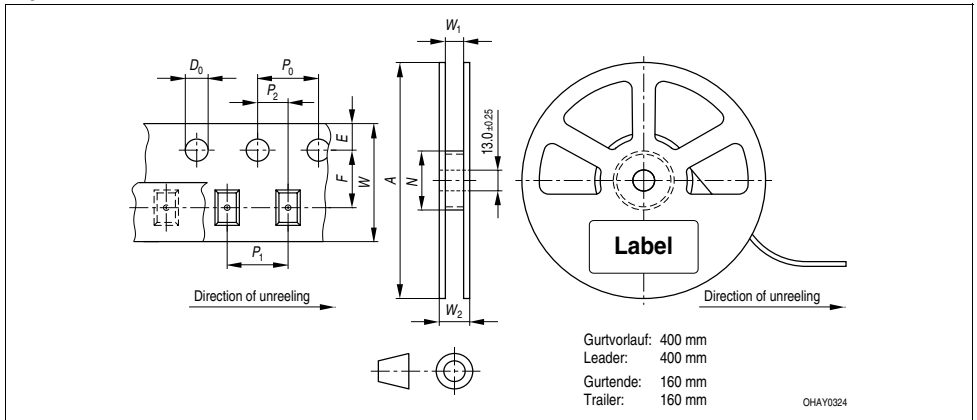 W1
D0
P0
P2
E
F
W
A
N
13.0 ±0.25
Label
P1
Direction of unreeling
Direction of unreeling
W2
Gurtvorlauf: 400 mm
Leader: 400 mm
Gurtende: 160 mm
Trailer: 160 mm
OHAY0324